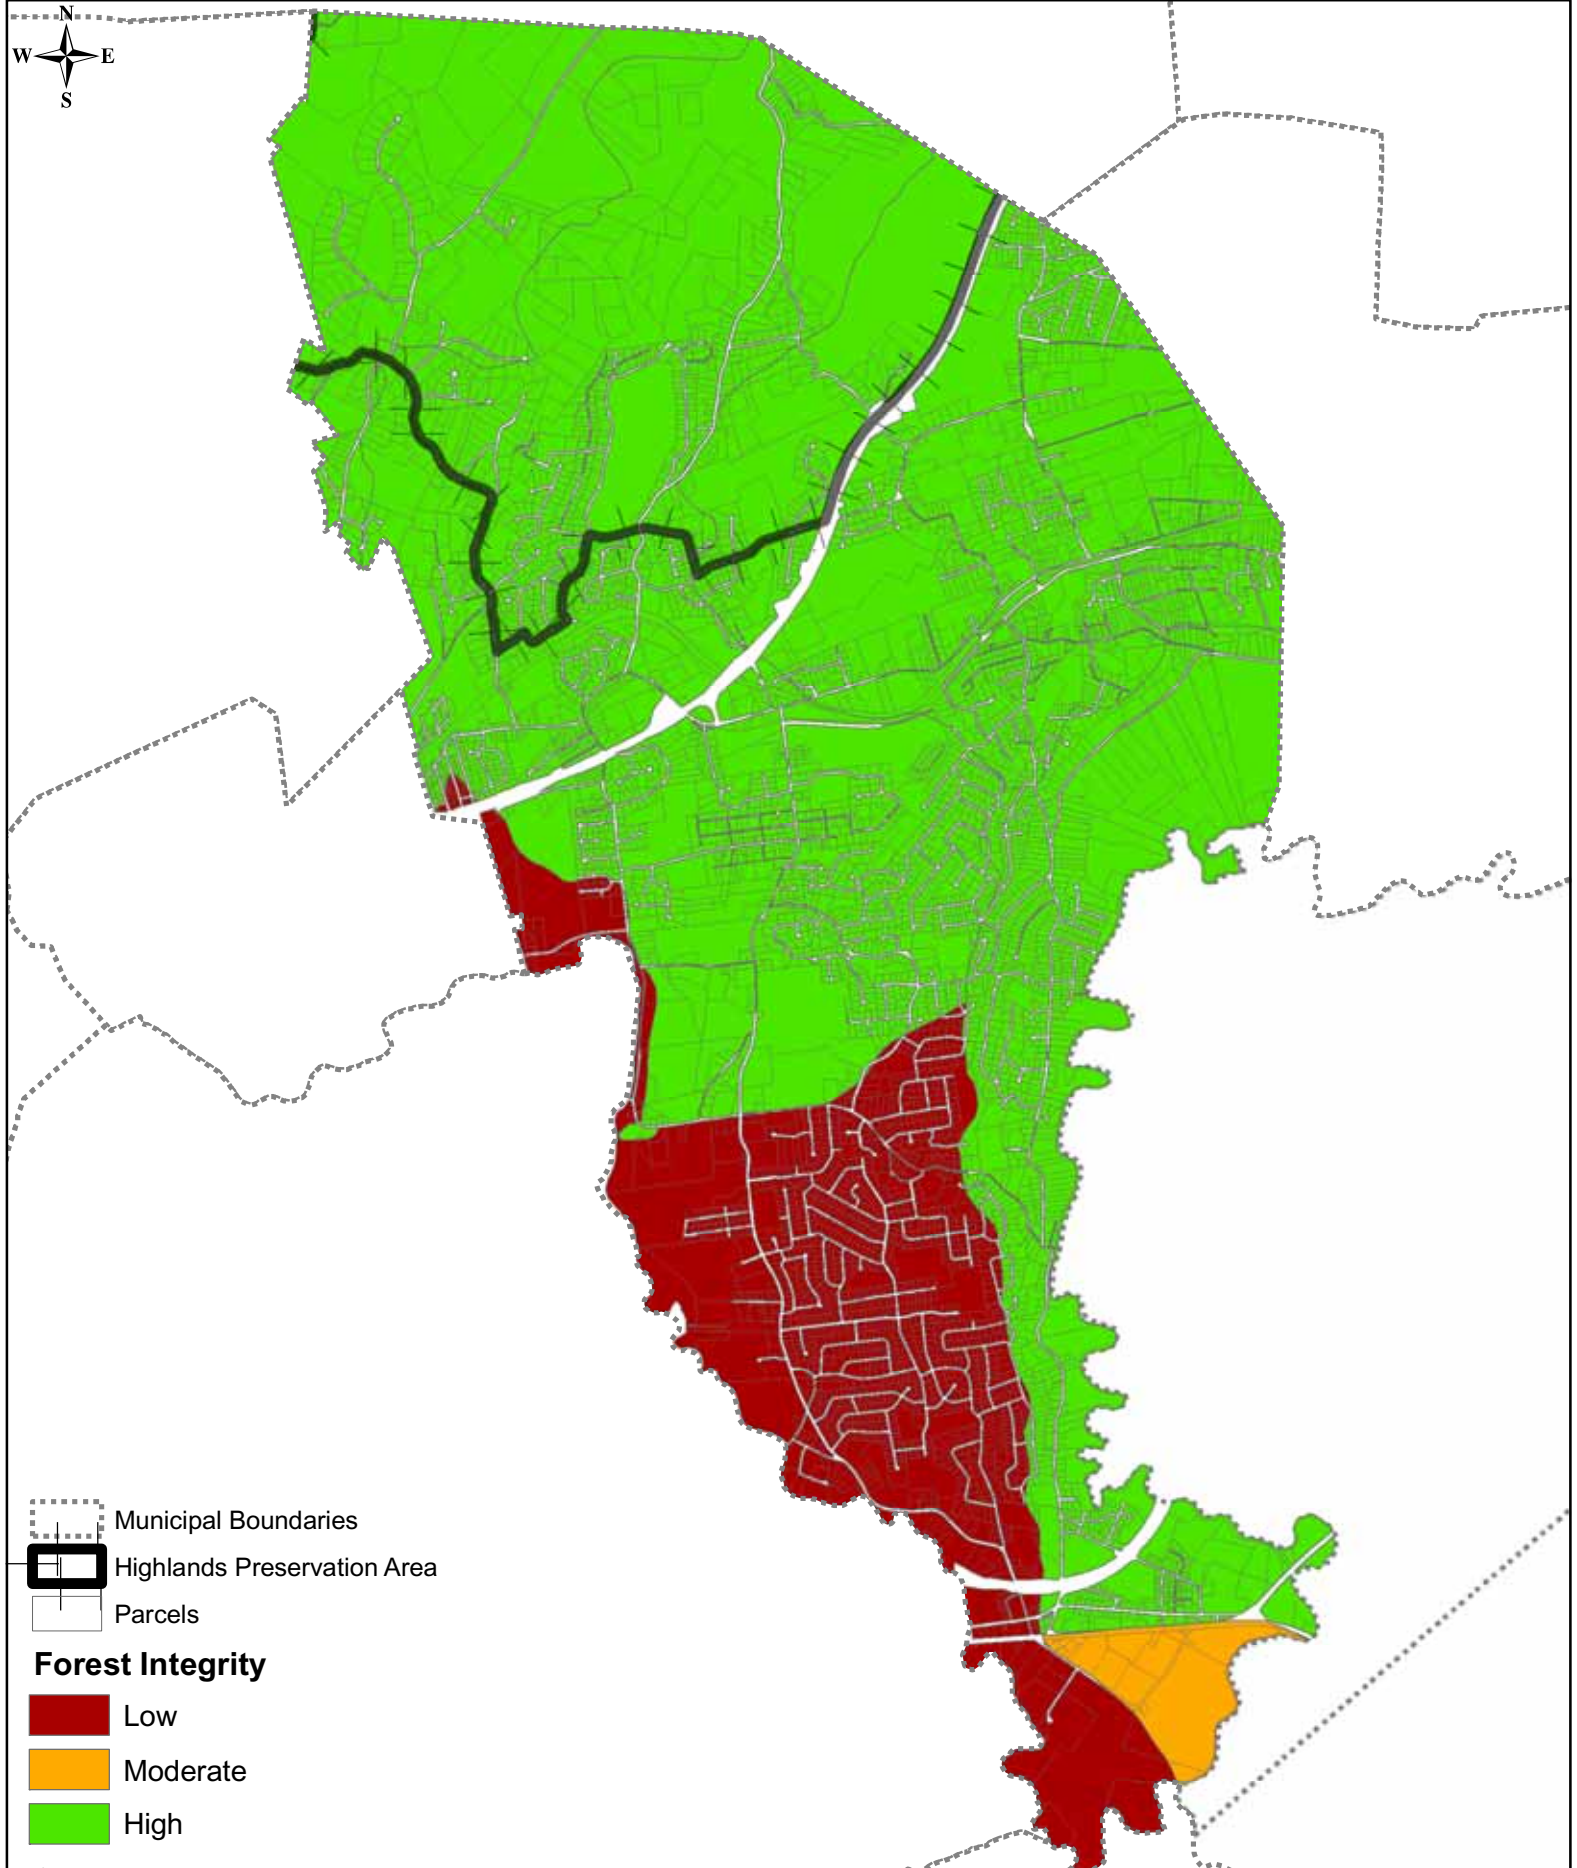 N
W E
S
Municipal Boundaries
Highlands Preservation Area
Parcels
Forest Integrity
Low
Moderate
High